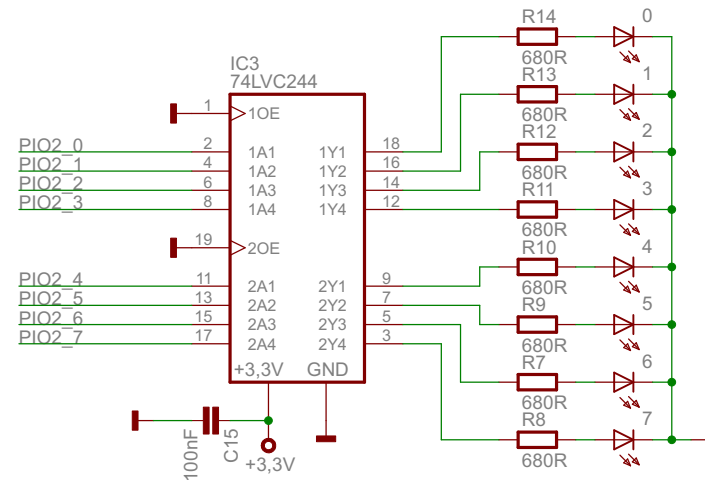 R14
0
680R
R13
1
680R
R12
2
680R
R11
3
680R
R10
4
680R
R9
5
680R
R7
6
680R
R8
7
680R
IC3
74LVC244
1
1OE
PIO2_0
2
1A1
1Y1
18
PIO2_1
4
1A2
1Y2
16
PIO2_2
6
1A3
1Y3
14
PIO2_3
8
1A4
1Y4
12
19
2OE
PIO2_4
11
2A1
2Y1
9
PIO2_5
13
2A2
2Y2
7
PIO2_6
15
2A3
2Y3
5
PIO2_7
17
2A4
2Y4
3
+3,3V
GND
100nF
C15
+3,3V